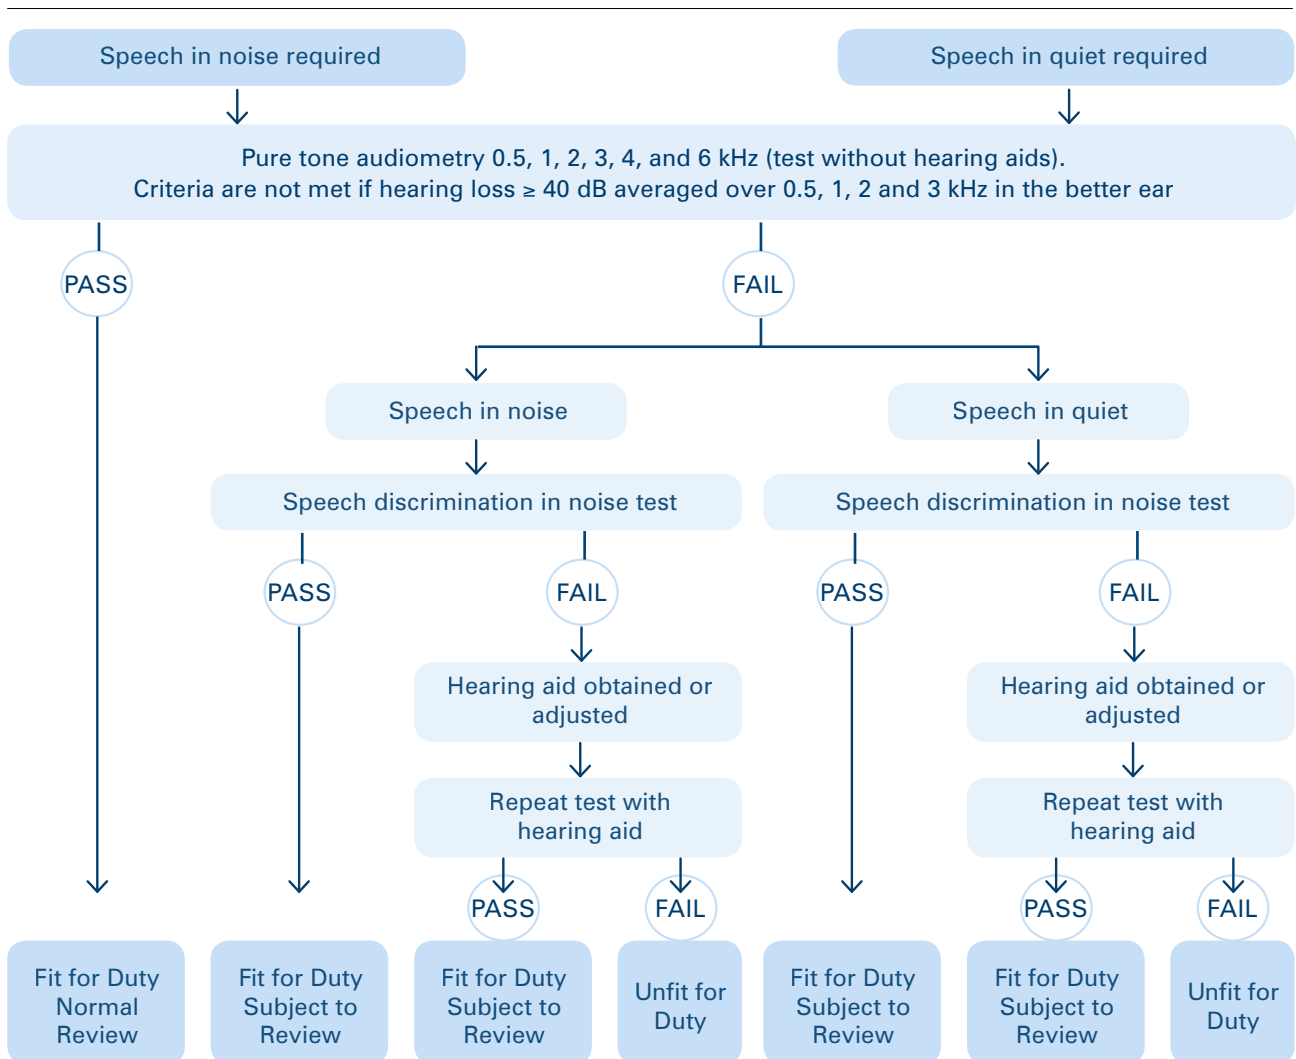 Speech in noise required
Speech in quiet required
Pure tone audiometry 0.5, 1, 2, 3, 4, and 6 kHz (test without hearing aids).
Criteria are not met if hearing loss ≥ 40 dB averaged over 0.5, 1, 2 and 3 kHz in the better ear
PASS
FAIL
Speech in noise
Speech in quiet
Speech discrimination in noise test
Speech discrimination in noise test
PASS
FAIL
PASS
FAIL
Hearing aid obtained or
adjusted
Hearing aid obtained or
adjusted
Repeat test with
hearing aid
Repeat test with
hearing aid
PASS
FAIL
PASS
FAIL
Fit for Duty
Normal
Review
Fit for Duty
Subject to
Review
Fit for Duty
Subject to
Review
Unfit for
Duty
Fit for Duty
Subject to
Review
Fit for Duty
Subject to
Review
Unfit for
Duty